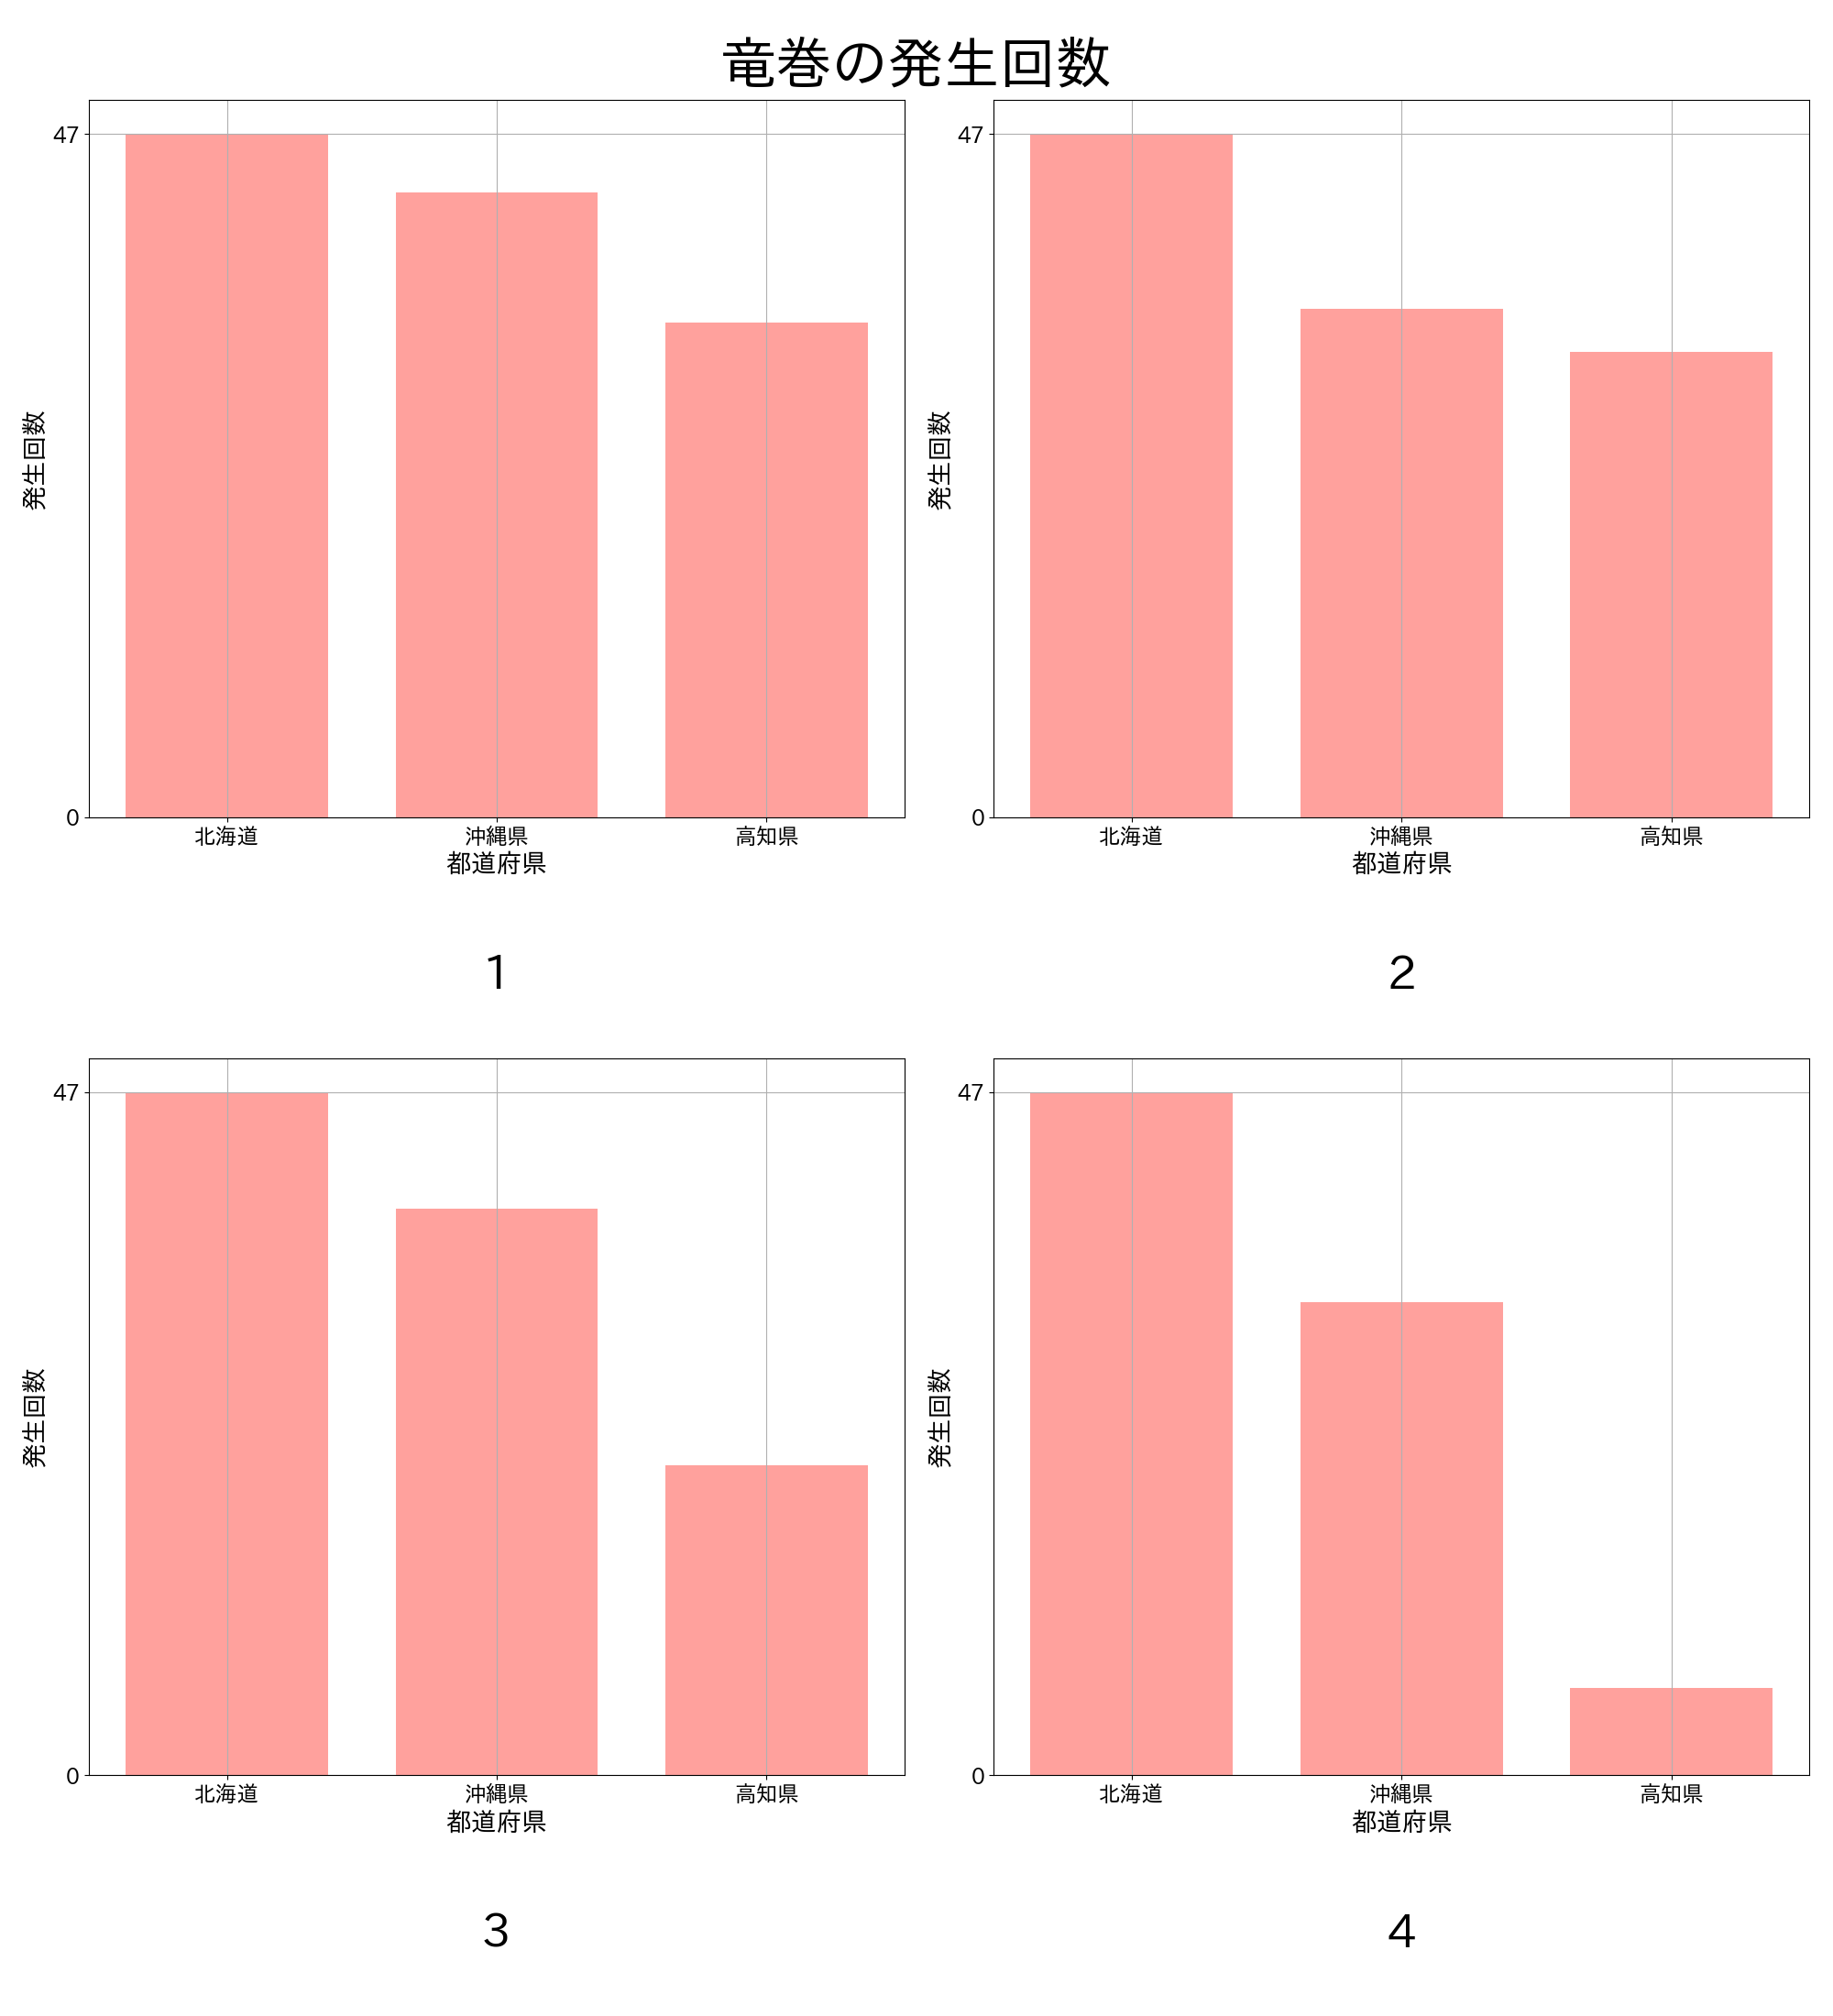 竜巻の発生回数
47
0
発生回数
北海道 沖縄県 高知県
都道府県
1
47
0
発生回数
北海道 沖縄県 高知県
都道府県
2
47
0
発生回数
北海道 沖縄県 高知県
都道府県
3
47
0
発生回数
北海道 沖縄県 高知県
都道府県
4